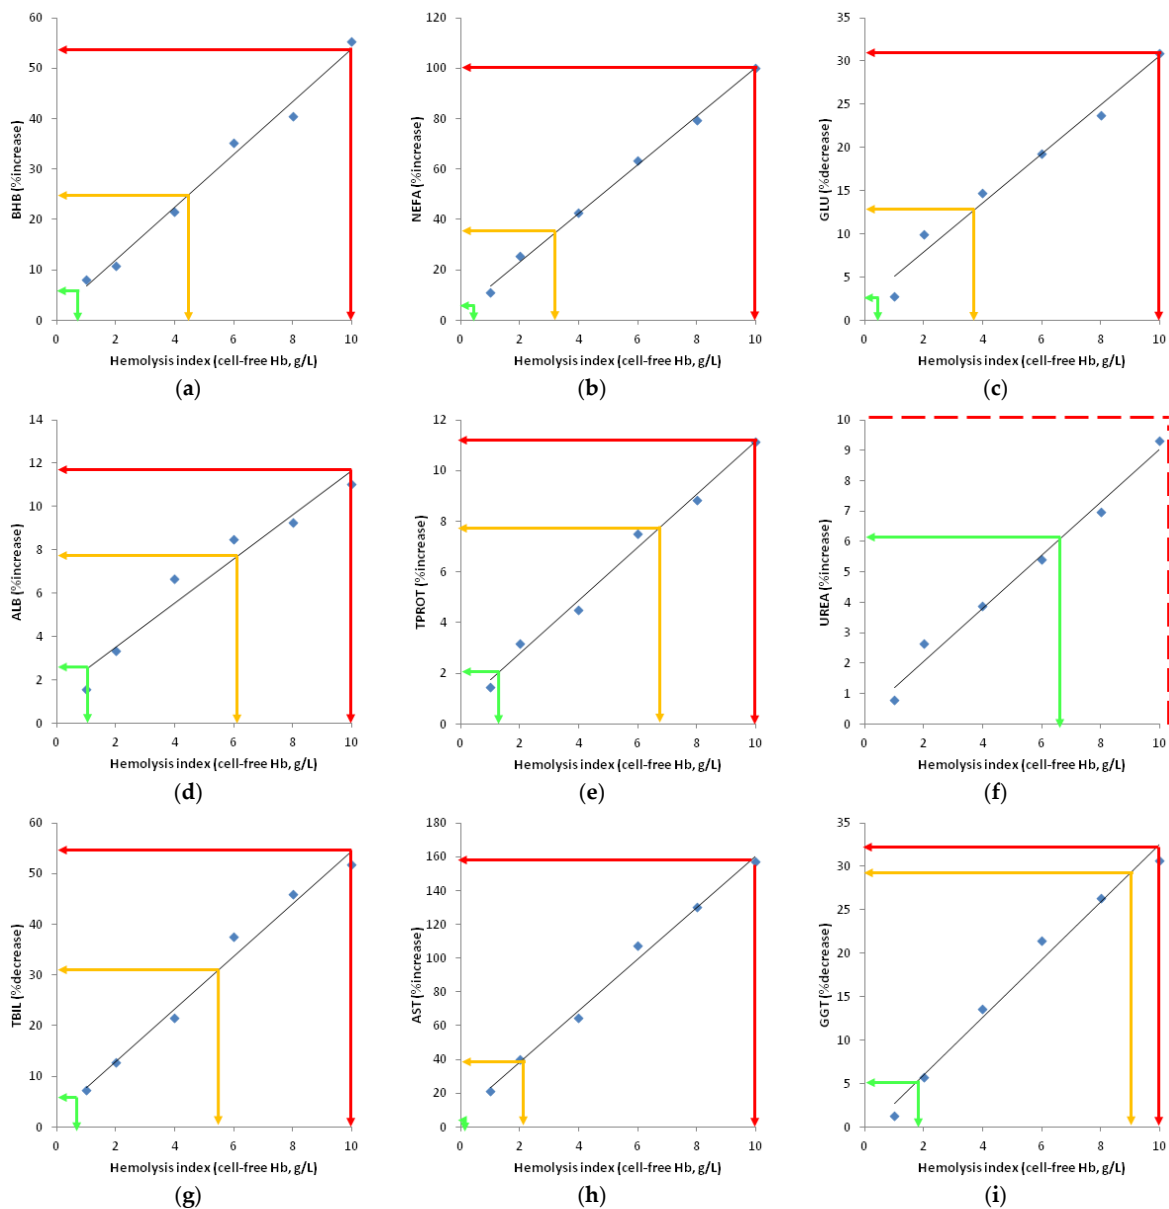 BHB (%increase)
60
50
40
30
20
10
0
0 2 4 6 8 10
Hemolysis index (cell-free Hb, g/L)
(a)
NEFA (%increase)
120
100
80
60
40
20
0
0 2 4 6 8 10
Hemolysis index (cell-free Hb, g/L)
(b)
GLU (%decrease)
35
30
25
20
15
10
5
0
0 2 4 6 8 10
Hemolysis index (cell-free Hb, g/L)
(c)
ALB (%increase)
14
12
10
8
6
4
2
0
0 2 4 6 8 10
Hemolysis index (cell-free Hb, g/L)
(d)
TPROT (%increase)
12
10
8
6
4
2
0
0 2 4 6 8 10
Hemolysis index (cell-free Hb, g/L)
(e)
UREA (%increase)
10
9
8
7
6
5
4
3
2
1
0
0 2 4 6 8 10
Hemolysis index (cell-free Hb, g/L)
(f)
TBIL (%decrease)
60
50
40
30
20
10
0
0 2 4 6 8 10
Hemolysis index (cell-free Hb, g/L)
(g)
AST (%increase)
180
160
140
120
100
80
60
40
20
0
0 2 4 6 8 10
Hemolysis index (cell-free Hb, g/L)
(h)
GGT (%decrease)
35
30
25
20
15
10
5
0
0 2 4 6 8 10
Hemolysis index (cell-free Hb, g/L)
(i)